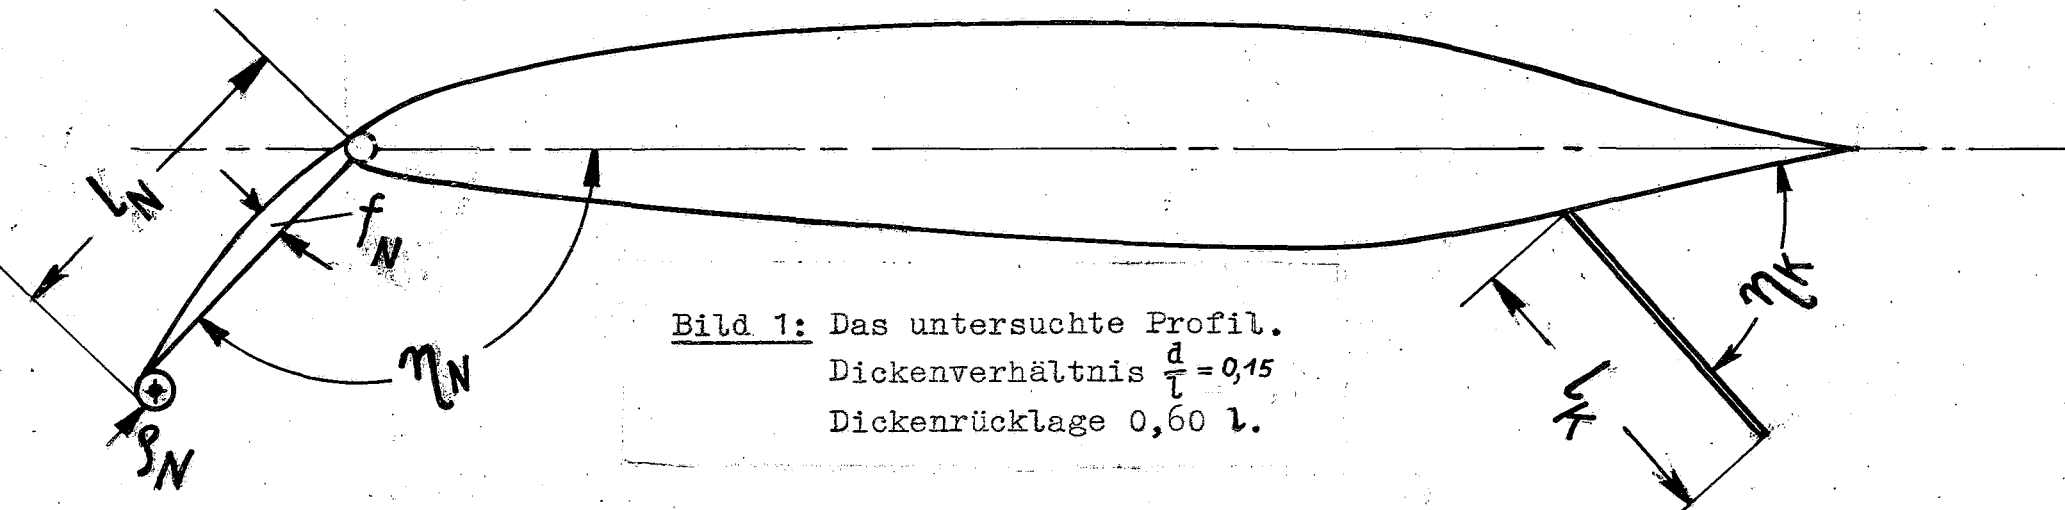 l_N
f_N
η_N
ρ_N
η_K
l_K
Bild 1: Das untersuchte Profil.
Dickenverhältnis d/l = 0,15
Dickenrücklage 0,60 l.